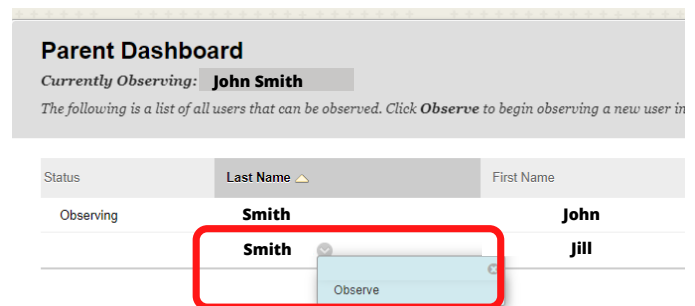 Parent Dashboard
Currently Observing: John Smith
The following is a list of all users that can be observed. Click Observe to begin observing a new user in
Status Last Name First Name
Observing Smith John
Smith Jill
Observe